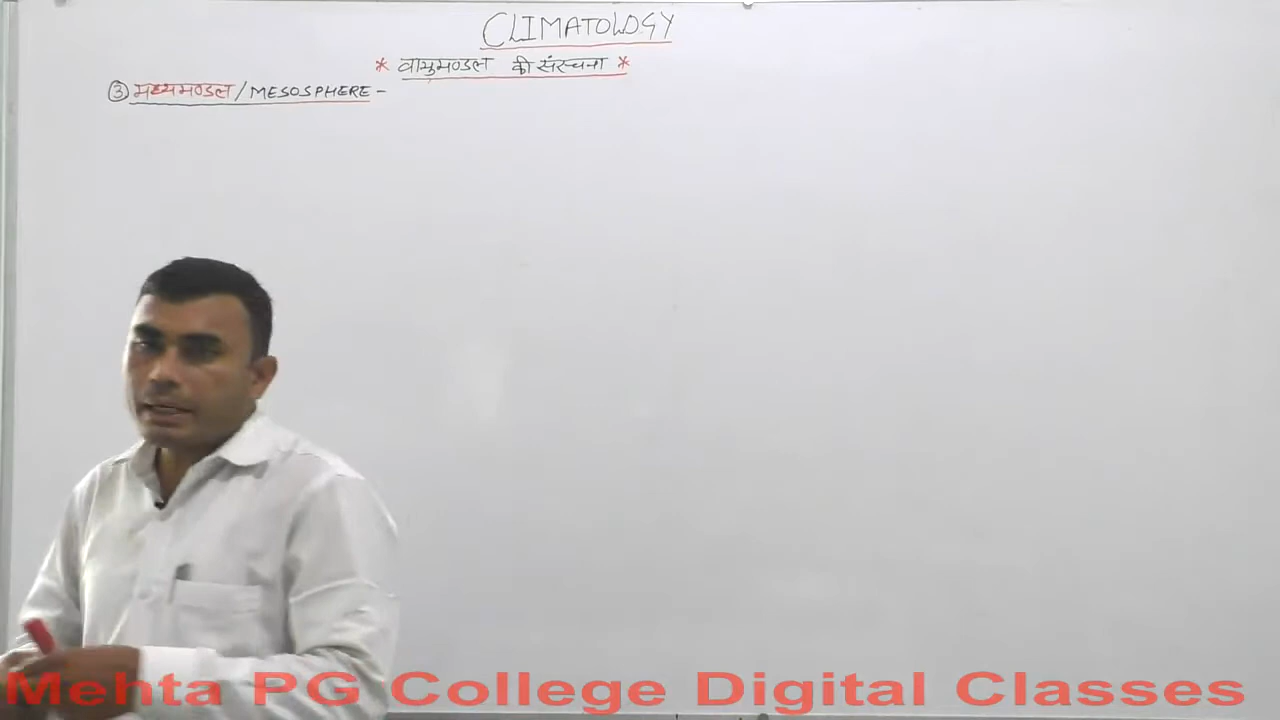 CLIMATOLOGY
* वायुमण्डल की संरचना *
③ मध्यमण्डल / MESOSPHERE -
Mehta PG College Digital Classes